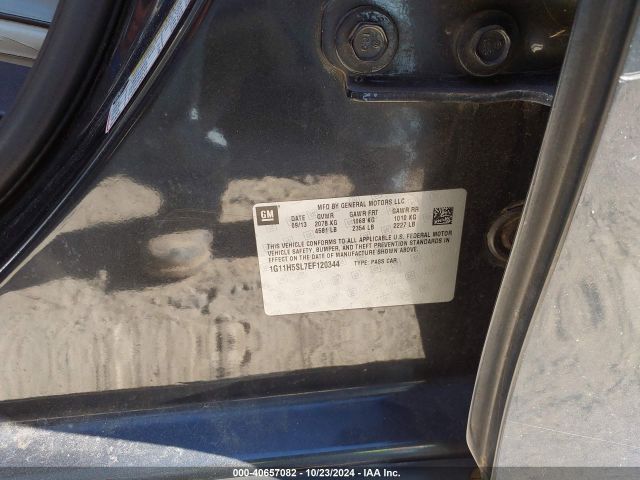 MFD BY GENERAL MOTORS LLC
GM DATE GVWR GAWR FRT GAWR RR
09/13 2078 KG 1068 KG 1010 KG
4581 LB 2354 LB 2227 LB
THIS VEHICLE CONFORMS TO ALL APPLICABLE U.S. FEDERAL MOTOR
VEHICLE SAFETY, BUMPER, AND THEFT PREVENTION STANDARDS IN
EFFECT ON THE DATE OF MANUFACTURE SHOWN ABOVE.
1G11H5SL7EF120344 TYPE: PASS CAR
000-40657082 - 10/23/2024 - IAA Inc.